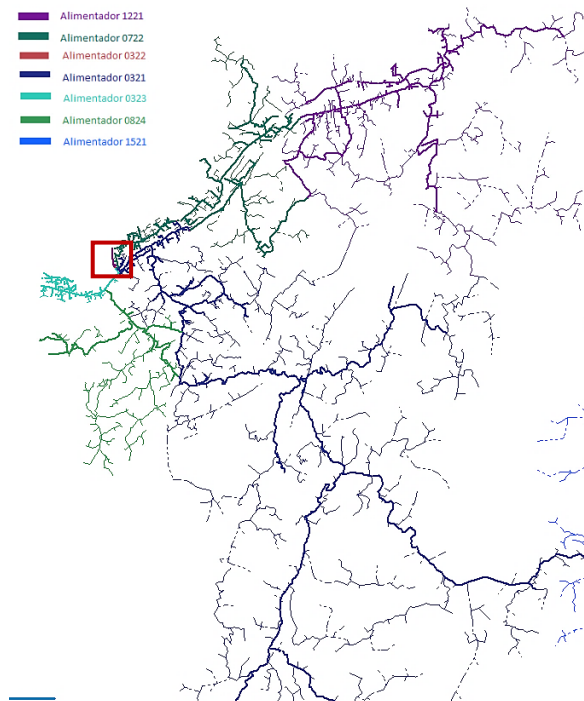 Alimentador 1221
Alimentador 0722
Alimentador 0322
Alimentador 0321
Alimentador 0323
Alimentador 0824
Alimentador 1521